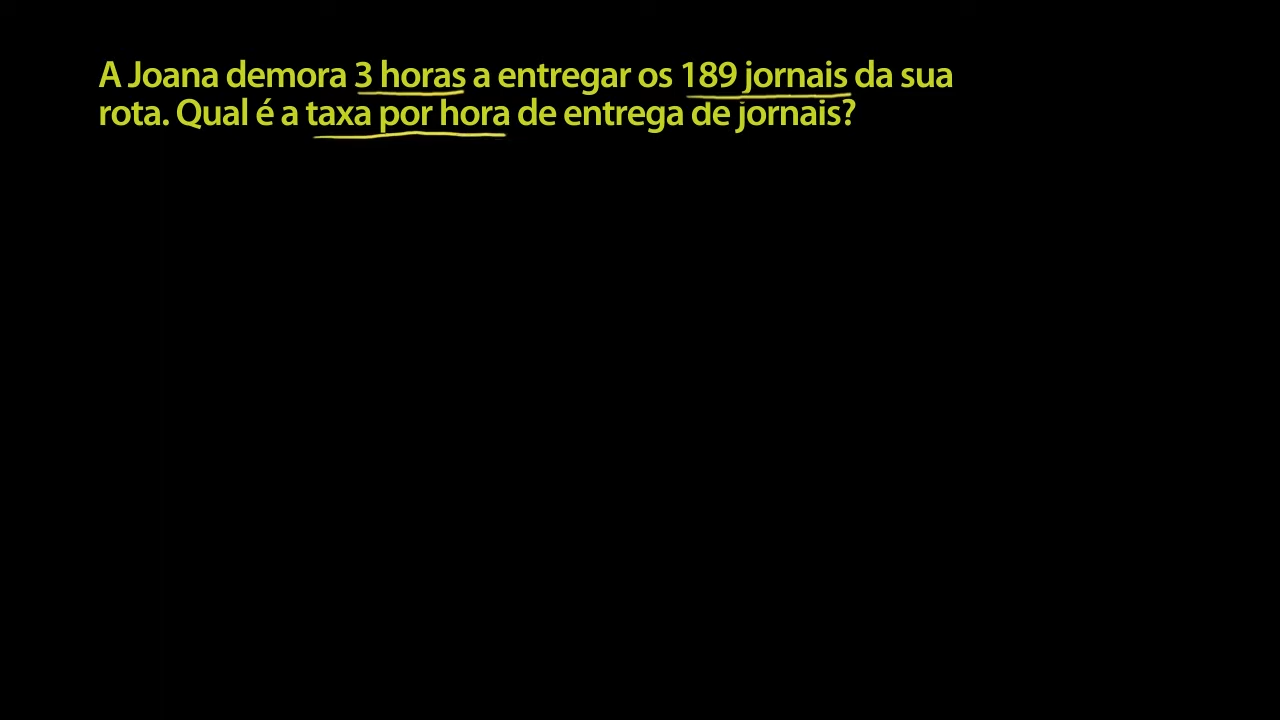 A Joana demora 3 horas a entregar os 189 jornais da sua
rota. Qual é a taxa por hora de entrega de jornais?